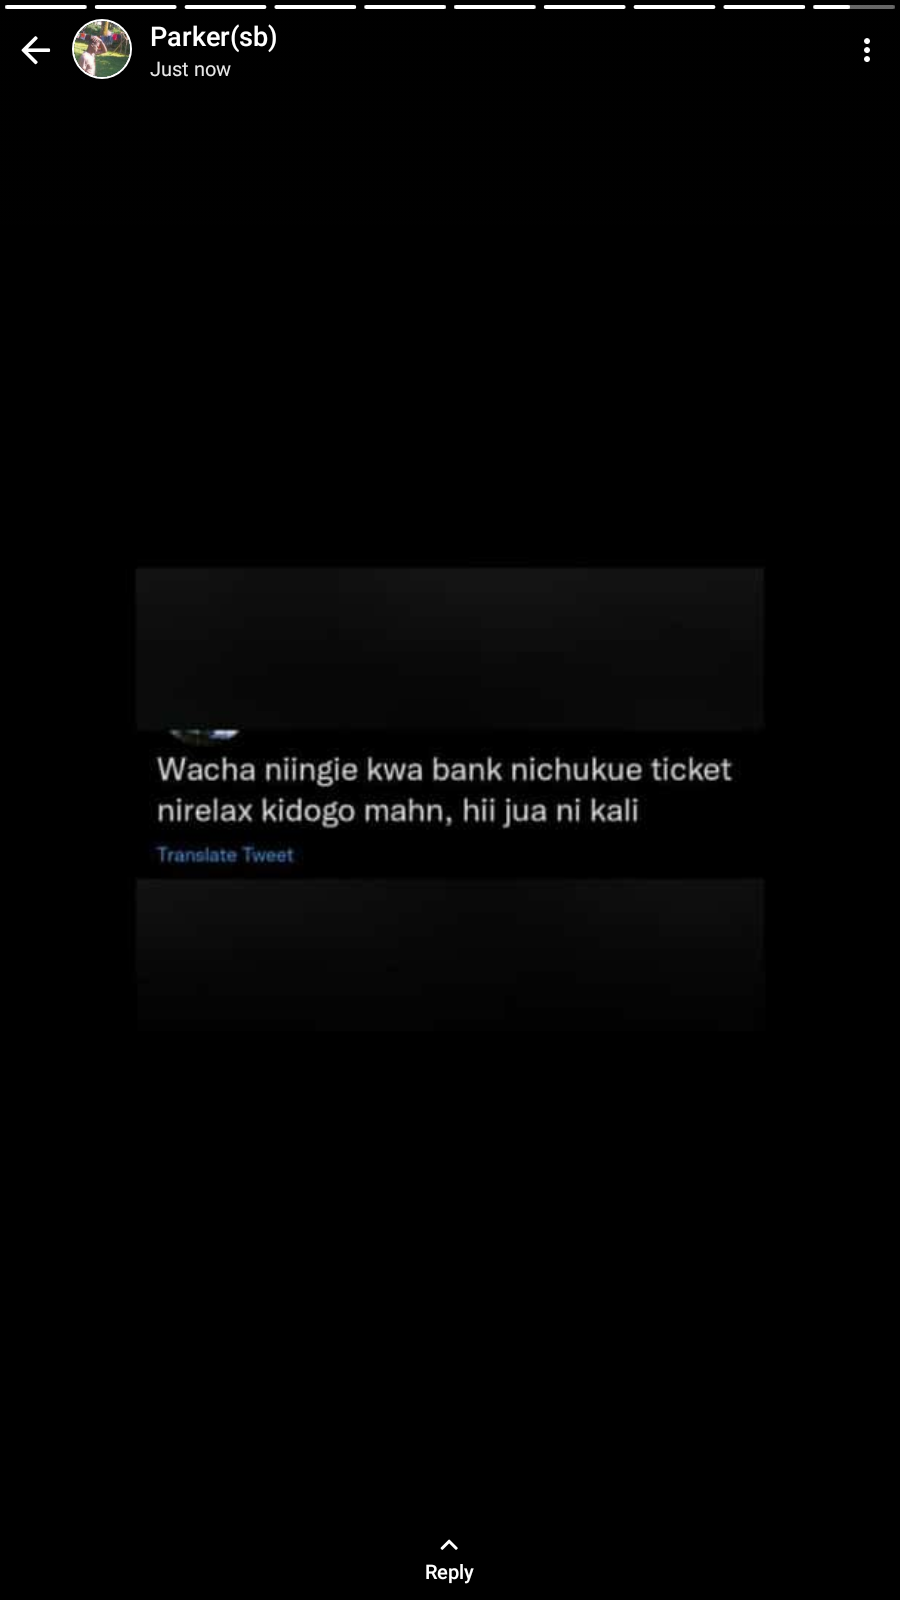 Parker(sb)
Just now
Wacha niingie kwa bank nichukue ticket
nirelax kidogo mahn, hii jua ni kali
Translate Tweet
Reply